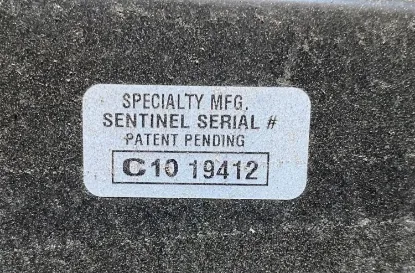 SPECIALTY MFG.
SENTINEL SERIAL #
PATENT PENDING
C10 19412